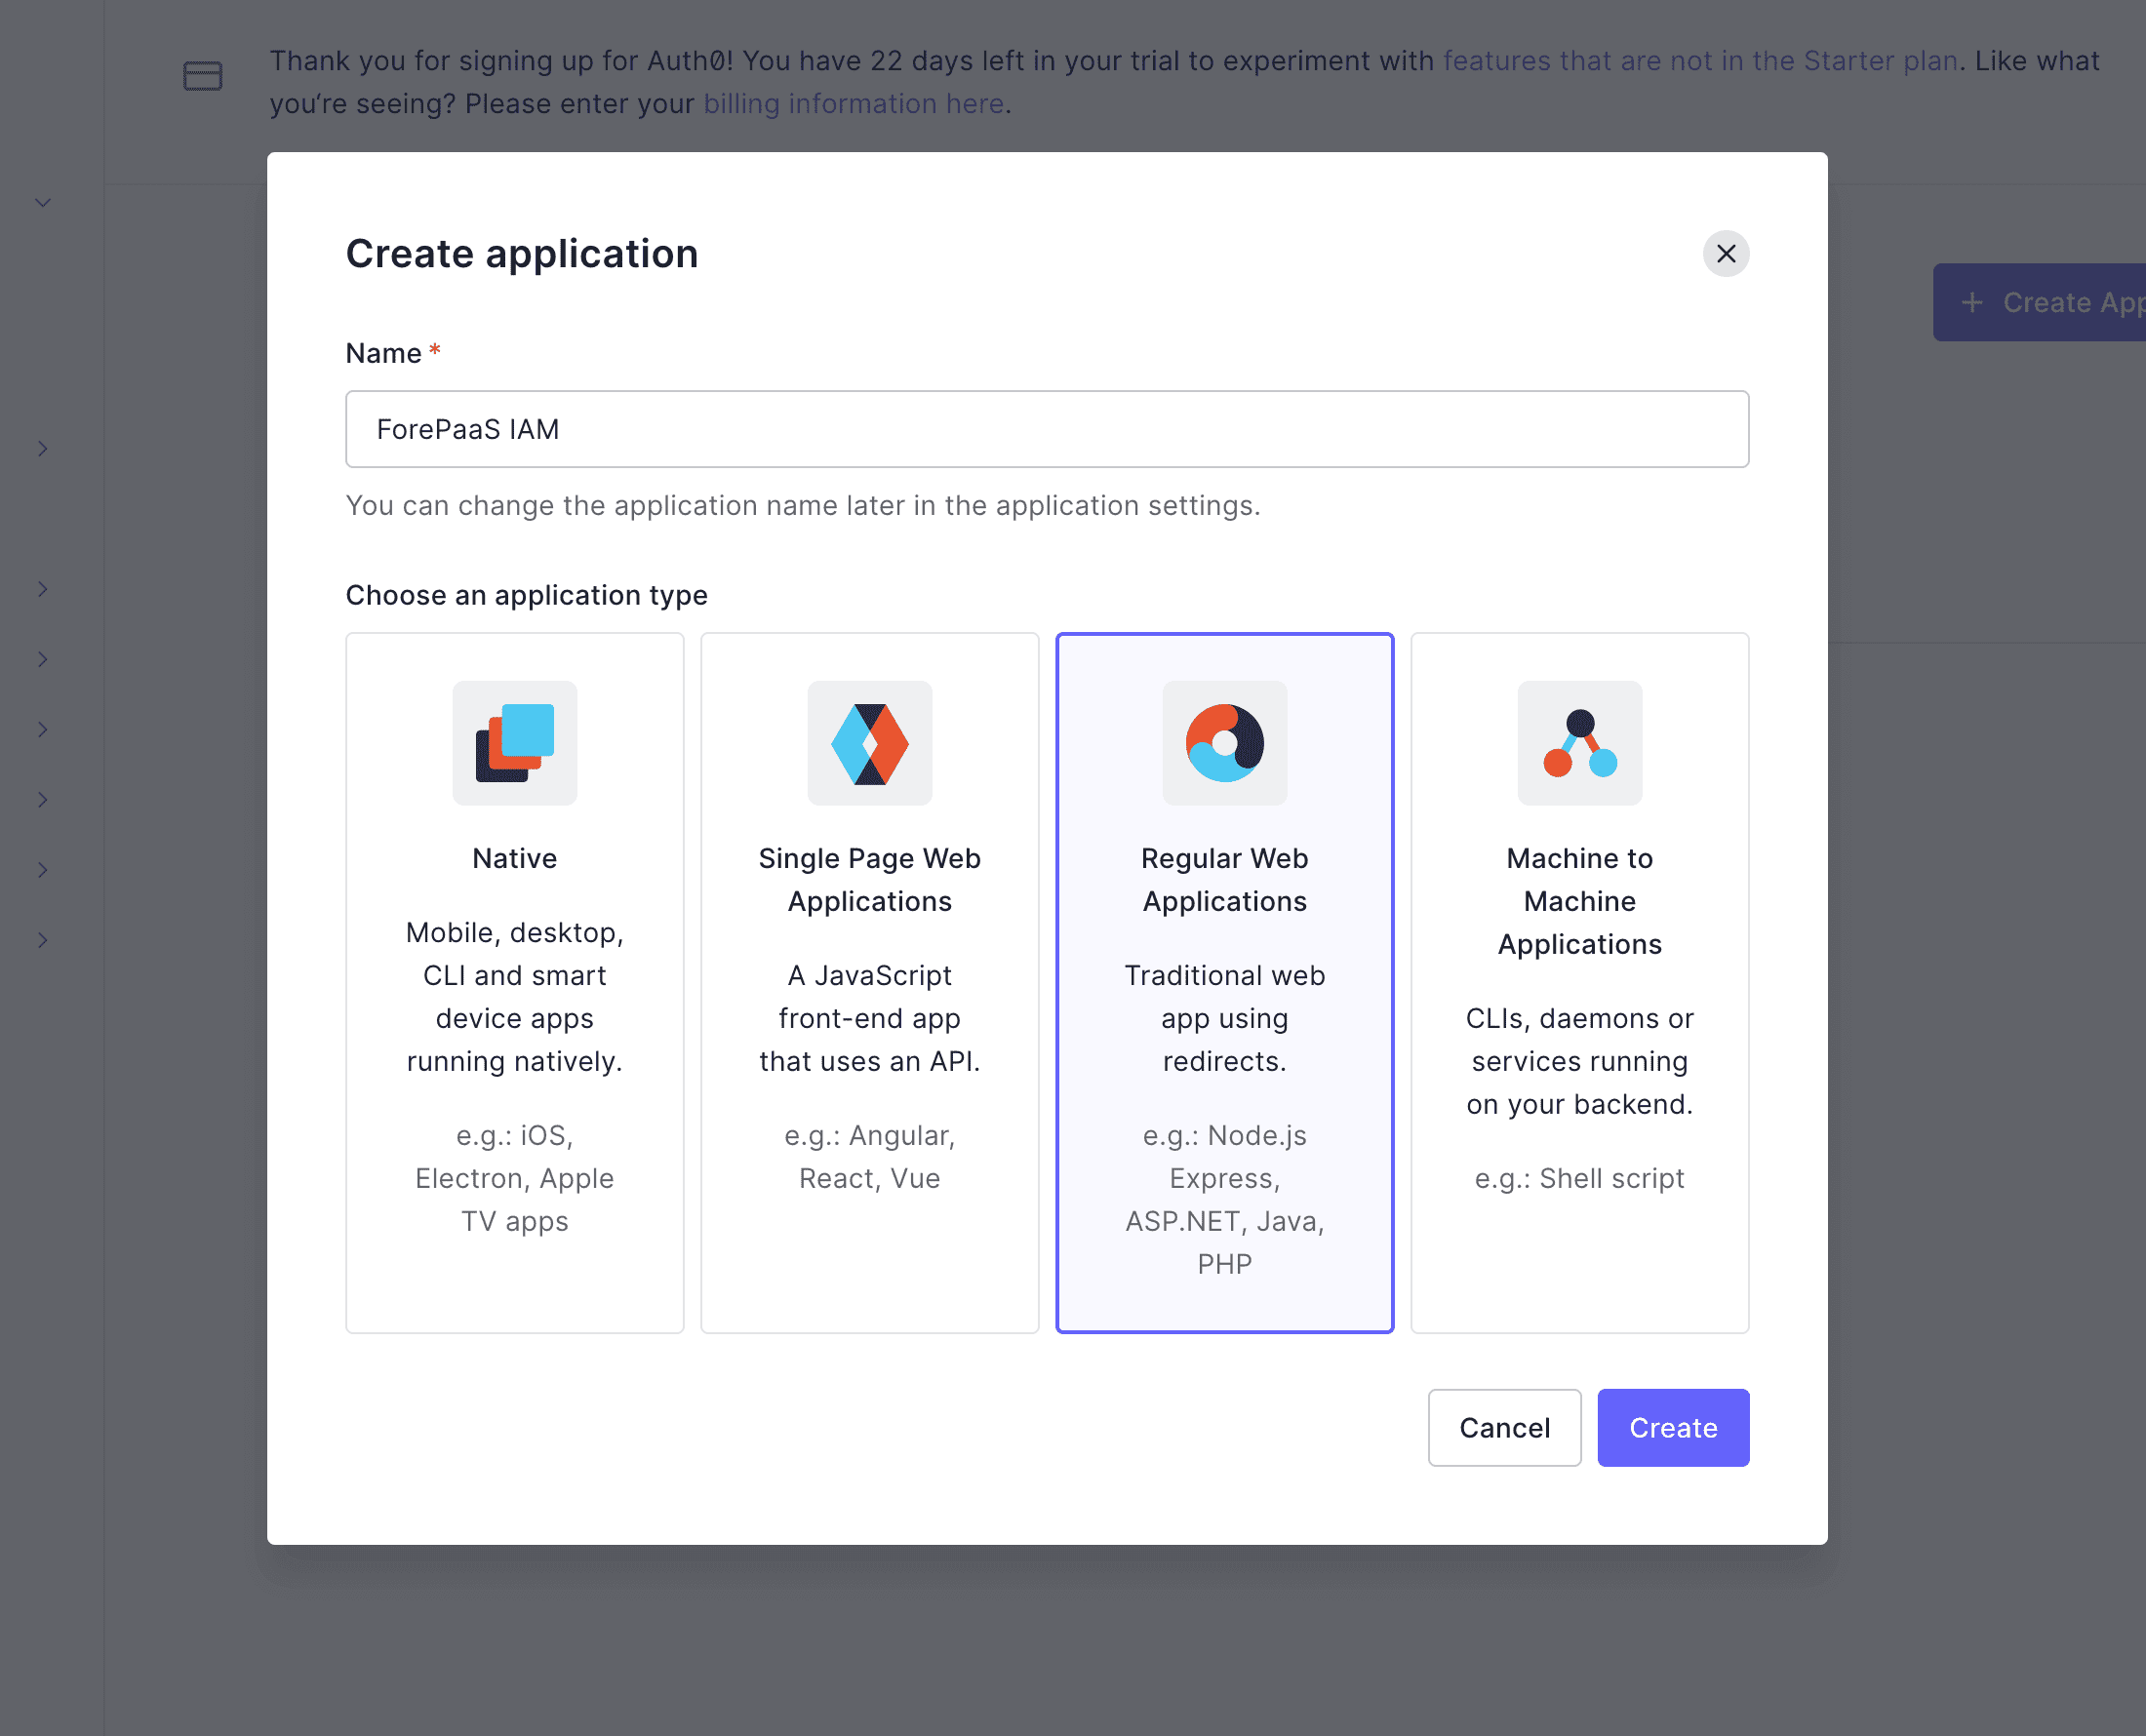 Thank you for signing up for Auth0! You have 22 days left in your trial to experiment with features that are not in the Starter plan. Like what
you’re seeing? Please enter your billing information here.
Create application
+ Create App
Name *
ForePaaS IAM
You can change the application name later in the application settings.
Choose an application type
Native
Mobile, desktop,
CLI and smart
device apps
running natively.
e.g.: iOS,
Electron, Apple
TV apps
Single Page Web
Applications
A JavaScript
front-end app
that uses an API.
e.g.: Angular,
React, Vue
Regular Web
Applications
Traditional web
app using
redirects.
e.g.: Node.js
Express,
ASP.NET, Java,
PHP
Machine to
Machine
Applications
CLIs, daemons or
services running
on your backend.
e.g.: Shell script
Cancel
Create